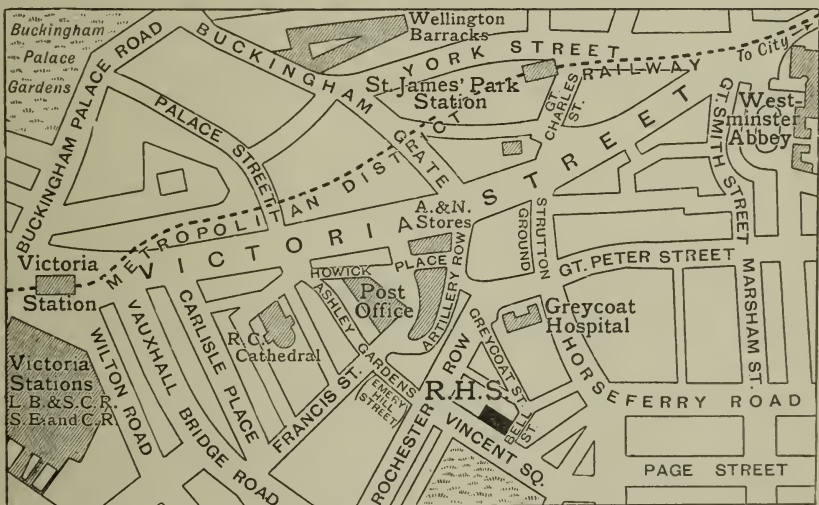 Buckingham
Palace
Gardens
BUCKINGHAM PALACE ROAD
BUCKINGHAM GATE
Wellington
Barracks
YORK STREET
To City
St. James' Park
Station
GT.
CHARLES
ST.
METROPOLITAN DISTRICT RAILWAY
GT. SMITH STREET
West-
minster
Abbey
PALACE STREET
VICTORIA STREET
A. & N.
Stores
STRUTTON
GROUND
GT. PETER STREET
MARSHAM ST.
Victoria
Station
HOWICK PLACE
Post
Office
ARTILLERY ROW
ASHLEY GARDENS
R.C.
Cathedral
CARLISLE PLACE
VAUXHALL BRIDGE ROAD
WILTON ROAD
Victoria
Stations
L.B. & S.C.R.
S.E. and C.R.
FRANCIS ST.
EMERY
HILL
(STREET)
ROCHESTER ROW
GREYCOAT ST.
Greycoat
Hospital
HORSEFERRY ROAD
R.H.S.
BELL
ST.
VINCENT SQ.
PAGE STREET